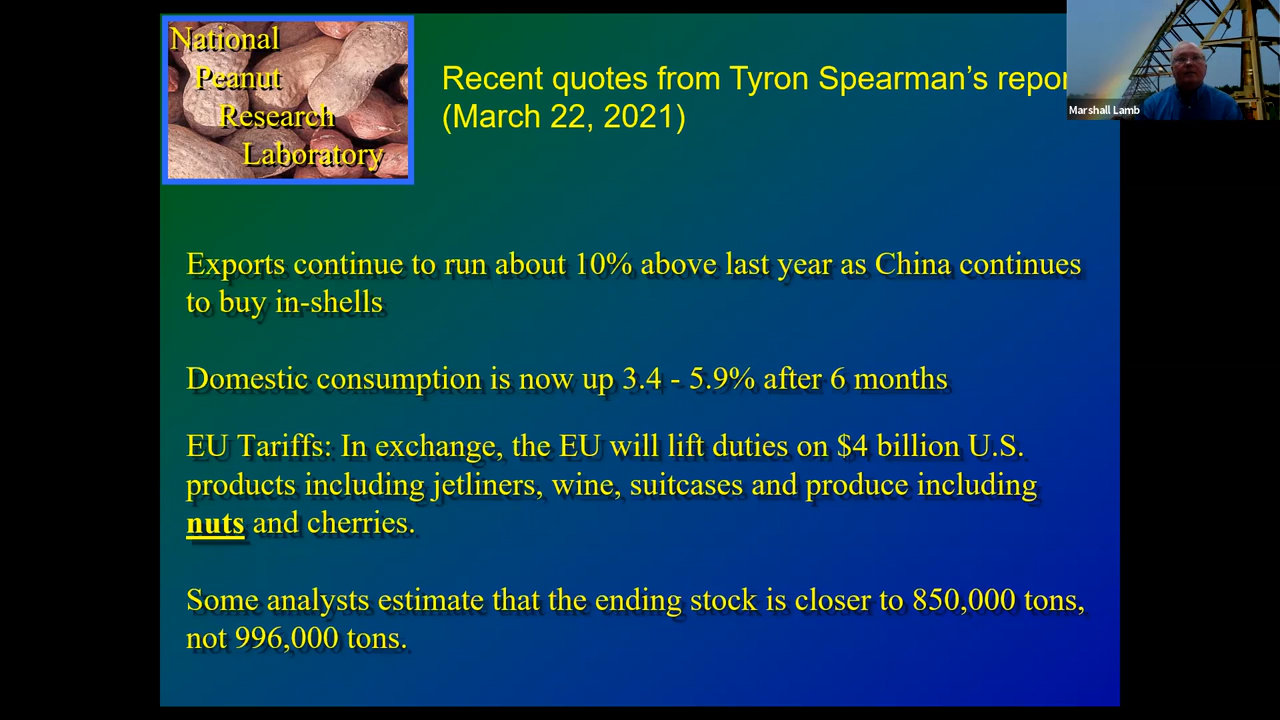 National
Peanut
Research
Laboratory
Recent quotes from Tyron Spearman’s repor
(March 22, 2021)
Marshall Lamb
Exports continue to run about 10% above last year as China continues
to buy in-shells
Domestic consumption is now up 3.4 - 5.9% after 6 months
EU Tariffs: In exchange, the EU will lift duties on $4 billion U.S.
products including jetliners, wine, suitcases and produce including
nuts and cherries.
Some analysts estimate that the ending stock is closer to 850,000 tons,
not 996,000 tons.